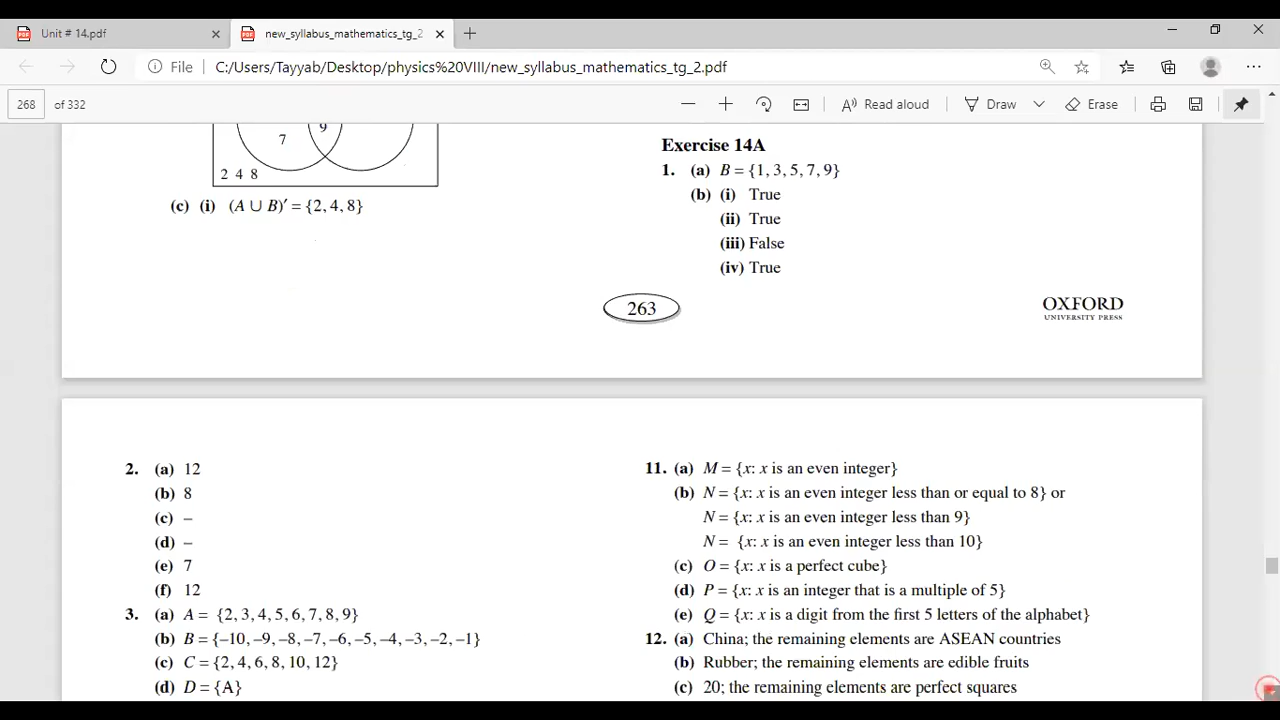 Unit # 14.pdf
new_syllabus_mathematics_tg_2
File C:/Users/Tayyab/Desktop/physics%20VIII/new_syllabus_mathematics_tg_2.pdf
268 of 332
Read aloud
Draw
Erase
7 9
2 4 8
(c) (i) (A ∪ B)′ = {2, 4, 8}
Exercise 14A
1. (a) B = {1, 3, 5, 7, 9}
(b) (i) True
(ii) True
(iii) False
(iv) True
263
OXFORD
UNIVERSITY PRESS
2. (a) 12
(b) 8
(c) –
(d) –
(e) 7
(f) 12
3. (a) A = {2, 3, 4, 5, 6, 7, 8, 9}
(b) B = {–10, –9, –8, –7, –6, –5, –4, –3, –2, –1}
(c) C = {2, 4, 6, 8, 10, 12}
(d) D = {A}
11. (a) M = {x: x is an even integer}
(b) N = {x: x is an even integer less than or equal to 8} or
N = {x: x is an even integer less than 9}
N = {x: x is an even integer less than 10}
(c) O = {x: x is a perfect cube}
(d) P = {x: x is an integer that is a multiple of 5}
(e) Q = {x: x is a digit from the first 5 letters of the alphabet}
12. (a) China; the remaining elements are ASEAN countries
(b) Rubber; the remaining elements are edible fruits
(c) 20; the remaining elements are perfect squares